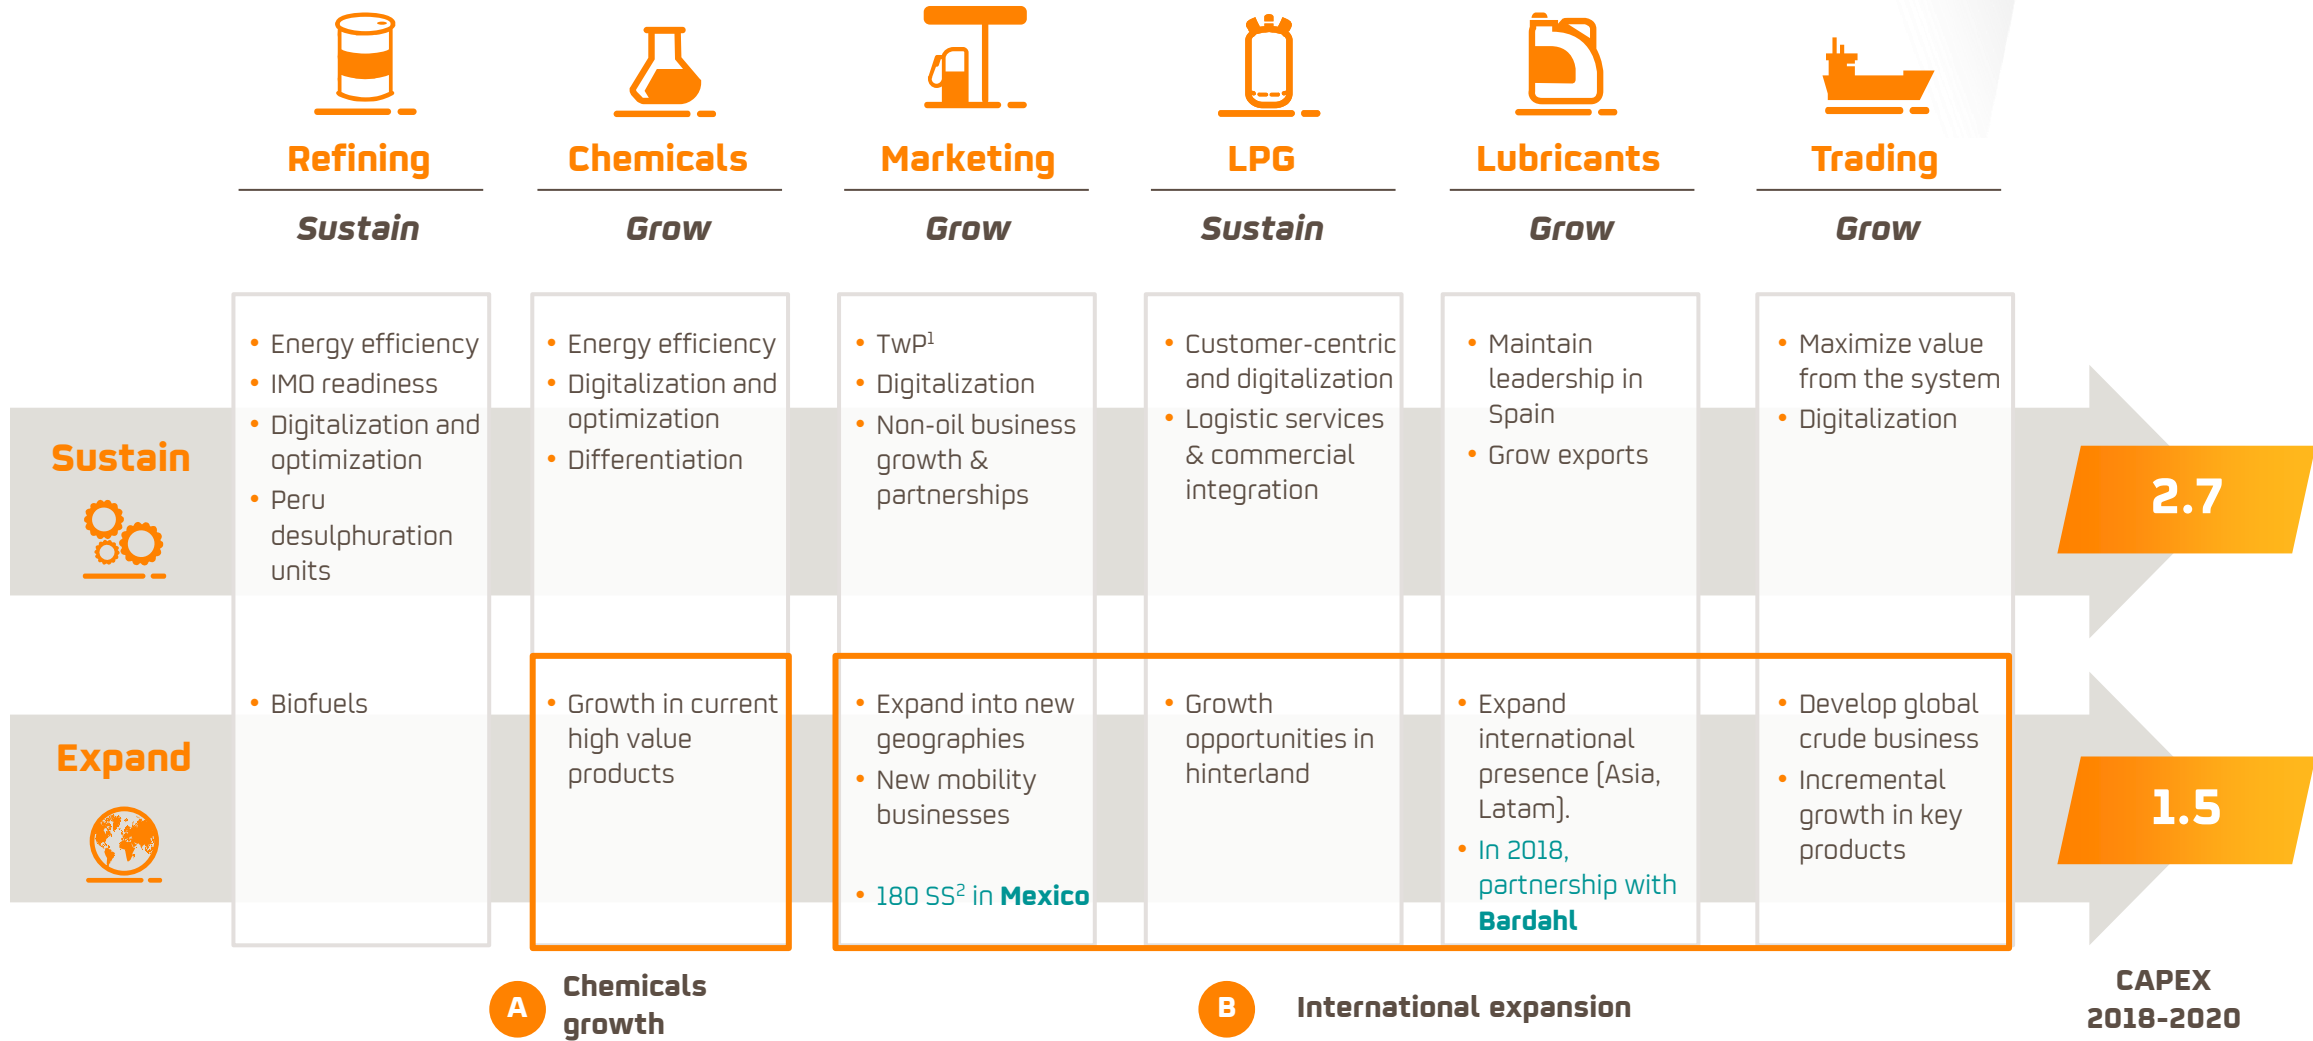 Refining
Sustain
Chemicals
Grow
Marketing
Grow
LPG
Sustain
Lubricants
Grow
Trading
Grow
Sustain
• Energy efficiency
• IMO readiness
• Digitalization and
optimization
• Peru
desulphuration
units
• Energy efficiency
• Digitalization and
optimization
• Differentiation
• TwP¹
• Digitalization
• Non-oil business
growth &
partnerships
• Customer-centric
and digitalization
• Logistic services
& commercial
integration
• Maintain
leadership in
Spain
• Grow exports
• Maximize value
from the system
• Digitalization
2.7
Expand
• Biofuels
• Growth in current
high value
products
• Expand into new
geographies
• New mobility
businesses
• 180 SS² in Mexico
• Growth
opportunities in
hinterland
• Expand
international
presence (Asia,
Latam).
• In 2018,
partnership with
Bardahl
• Develop global
crude business
• Incremental
growth in key
products
1.5
A
Chemicals
growth
B
International expansion
CAPEX
2018-2020